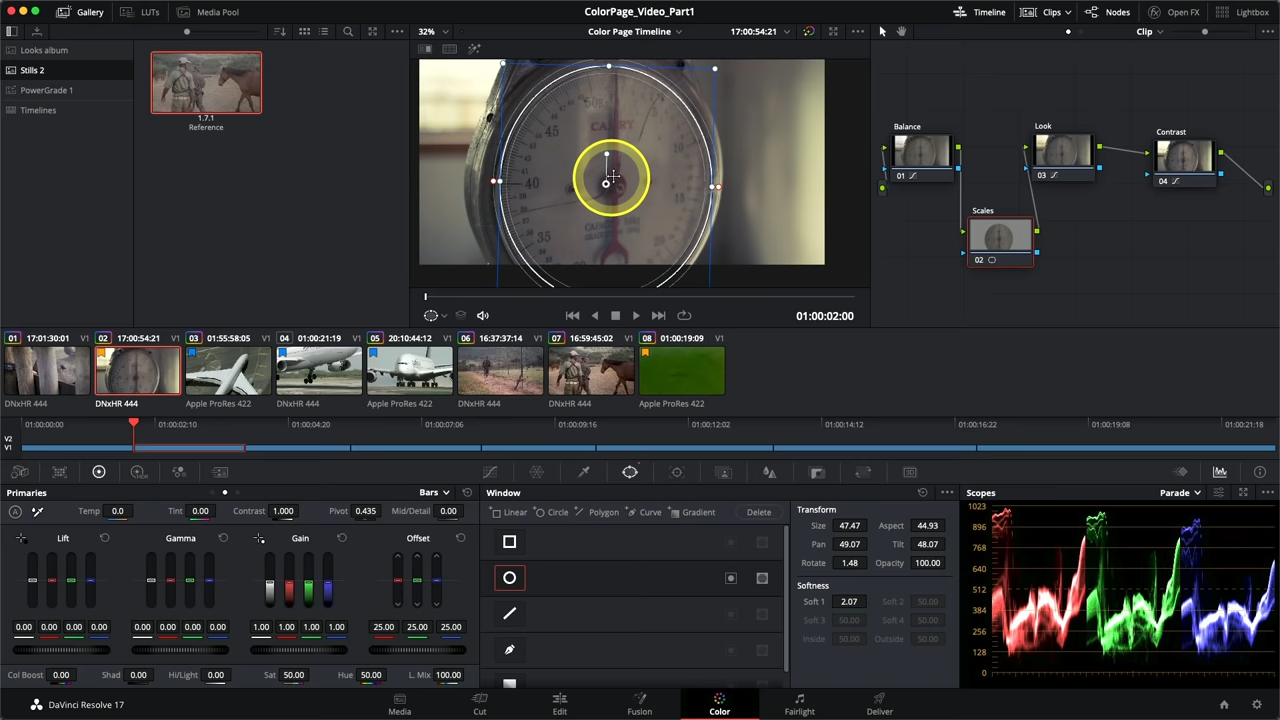 Gallery LUTs Media Pool ColorPage_Video_Part1 Timeline Clips Nodes Open FX Lightbox
32% Color Page Timeline 17:00:54:21 Clip
Looks album
Stills 2
PowerGrade 1
Timelines
1.7.1
Reference
50
CAMRY
45
40
35
10
15
20
Balance
01
Scales
02
Look
03
Contrast
04
01:00:02:00
01 17:01:30:01 V1 02 17:00:54:21 V1 03 01:55:58:05 V1 04 01:00:21:19 V1 05 20:10:44:12 V1 06 16:37:37:14 V1 07 16:59:45:02 V1 08 01:00:19:09 V1
DNxHR 444 DNxHR 444 Apple ProRes 422 DNxHR 444 Apple ProRes 422 DNxHR 444 DNxHR 444 Apple ProRes 422
01:00:00:00 01:00:02:10 01:00:04:20 01:00:07:06 01:00:09:16 01:00:12:02 01:00:14:12 01:00:16:22 01:00:19:08 01:00:21:18
V2
V1
Primaries Bars
Temp 0.0 Tint 0.00 Contrast 1.000 Pivot 0.435 Mid/Detail 0.00
Lift Gamma Gain Offset
0.00 0.00 0.00 0.00 0.00 0.00 0.00 0.00 1.00 1.00 1.00 1.00 25.00 25.00 25.00
Col Boost 0.00 Shad 0.00 Hi/Light 0.00 Sat 50.00 Hue 50.00 L. Mix 100.00
Window
Linear Circle Polygon Curve Gradient Delete
Transform
Size 47.47 Aspect 44.93
Pan 49.07 Tilt 48.07
Rotate 1.48 Opacity 100.00
Softness
Soft 1 2.07 Soft 2 50.00
Soft 3 50.00 Soft 4 50.00
Inside 50.00 Outside 50.00
Scopes Parade
1023
896
768
640
512
384
256
128
0
DaVinci Resolve 17 Media Cut Edit Fusion Color Fairlight Deliver